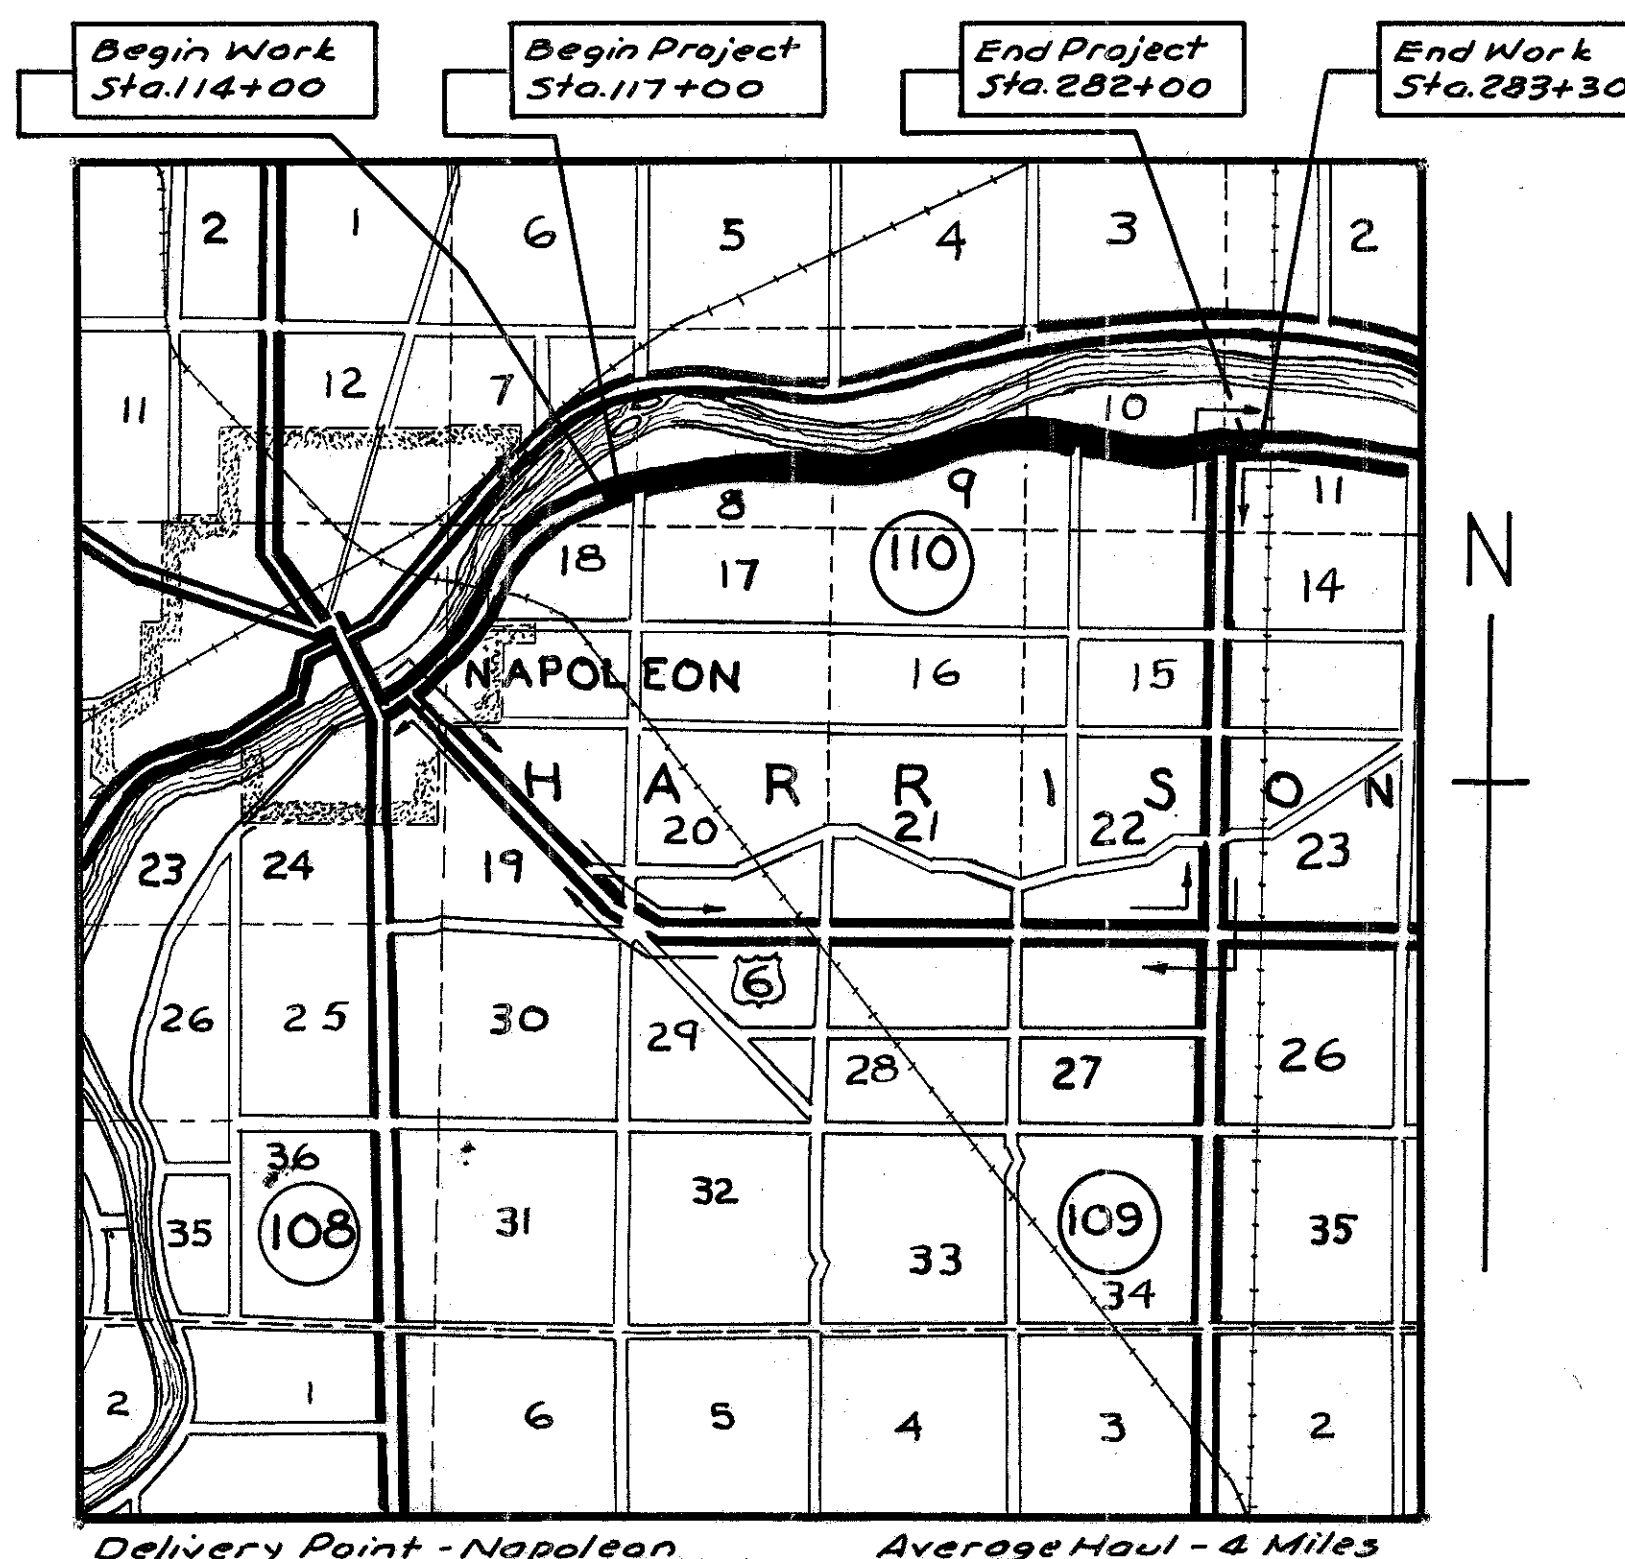 Begin Work
Sta.114+00
Begin Project
Sta.117+00
End Project
Sta.282+00
End Work
Sta.283+30
2 1 6 5 4 3 2
11 12 7 10
8 9 11
18 17 110 14
N
NAPOLEON 16 15
HARRISON
20 21 22
23 24 19 23
6
26 25 30 29 28 27 26
36
35 108 31 32 33 109 35
34
2 1 6 5 4 3 2
Delivery Point - Napoleon Average Haul - 4 Miles